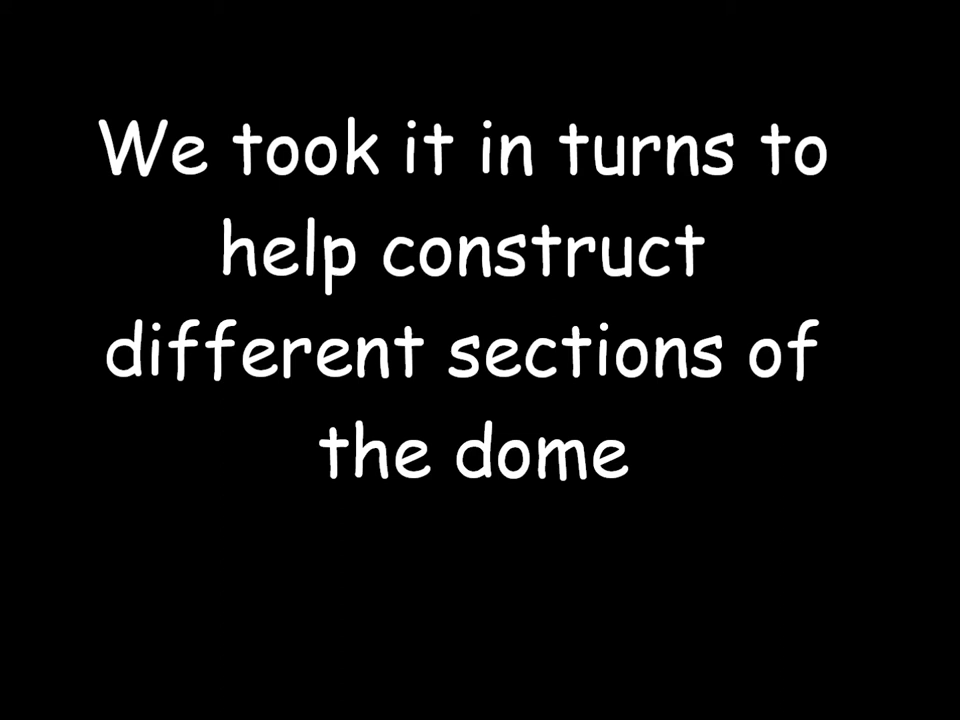 We took it in turns to
help construct
different sections of
the dome